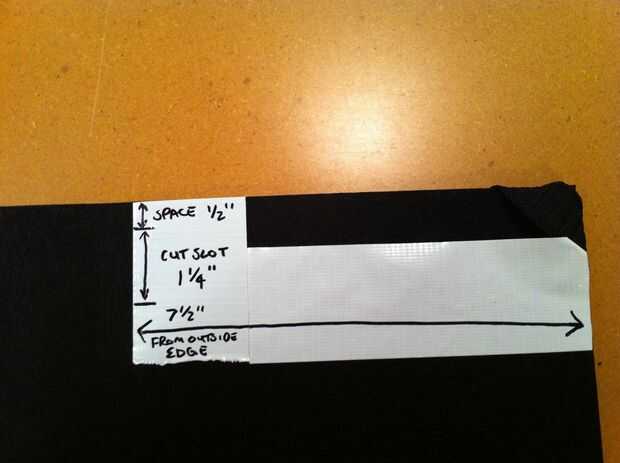 SPACE 1/2"
CUT SLOT
1 1/4"
7 1/2"
FROM OUTSIDE
EDGE